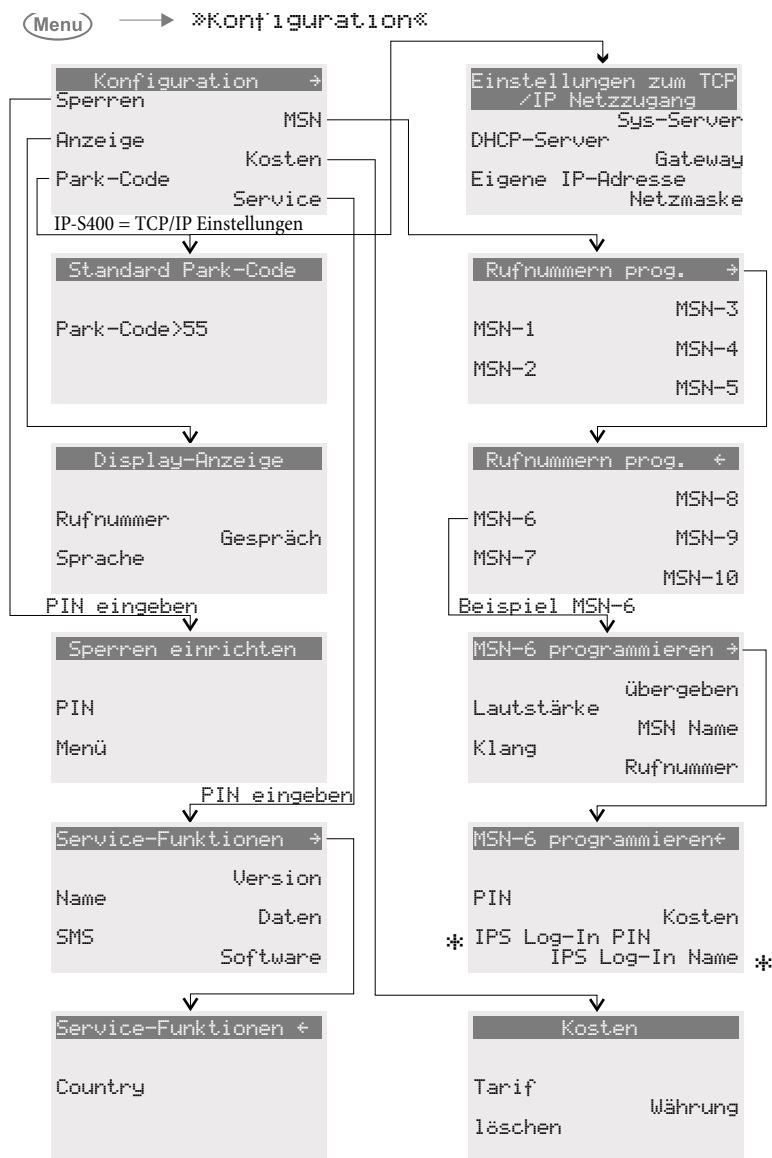 Menu → »Konfiguration«
Konfiguration →
Sperren
MSN
Anzeige
Kosten
Park-Code
Service
IP-S400 = TCP/IP Einstellungen
Einstellungen zum TCP
/IP Netzzugang
Sys-Server
DHCP-Server
Gateway
Eigene IP-Adresse
Netzmaske
Standard Park-Code
Park-Code>55
Rufnummern prog. →
MSN-3
MSN-1
MSN-4
MSN-2
MSN-5
Display-Anzeige
Rufnummer
Gespräch
Sprache
Rufnummern prog. ←
MSN-8
MSN-6
MSN-9
MSN-7
MSN-10
PIN eingeben
Beispiel MSN-6
Sperren einrichten
PIN
Menü
MSN-6 programmieren →
übergeben
Lautstärke
MSN Name
Klang
Rufnummer
PIN eingeben
Service-Funktionen →
Version
Name
Daten
SMS
Software
MSN-6 programmieren←
PIN
Kosten
* IPS Log-In PIN
IPS Log-In Name *
Service-Funktionen ←
Country
Kosten
Tarif
Währung
löschen